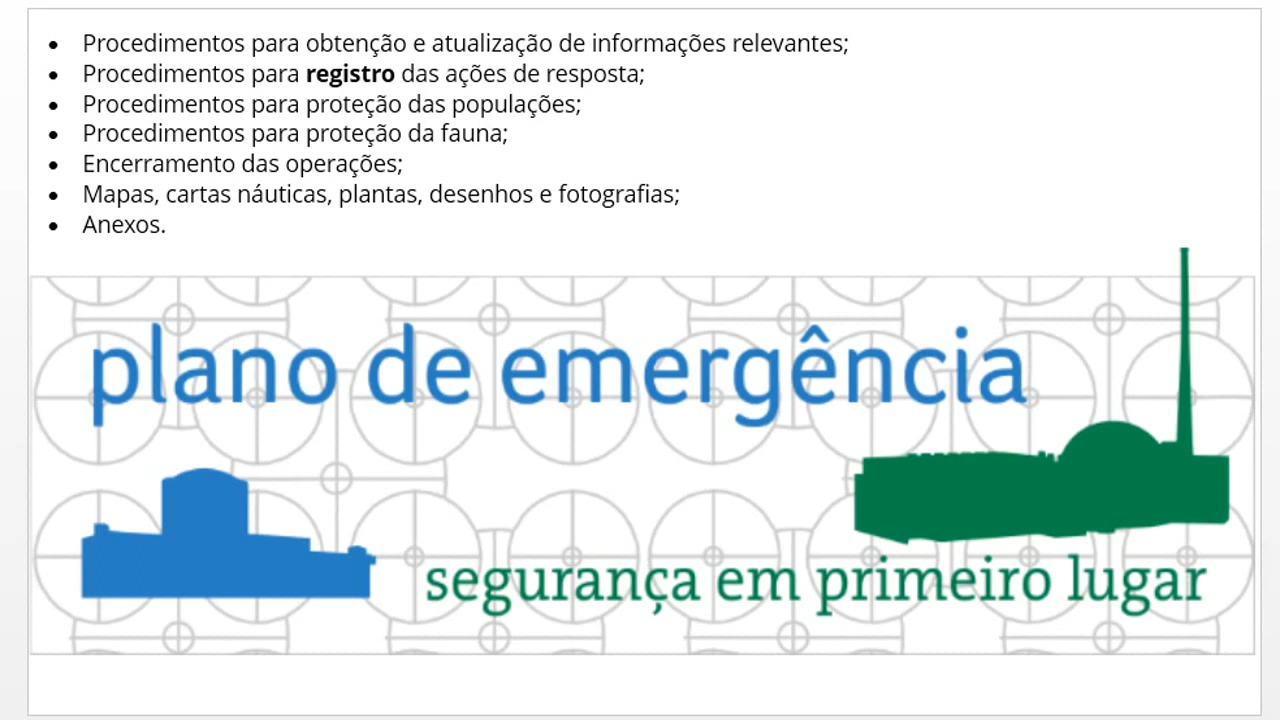 • Procedimentos para obtenção e atualização de informações relevantes;
• Procedimentos para registro das ações de resposta;
• Procedimentos para proteção das populações;
• Procedimentos para proteção da fauna;
• Encerramento das operações;
• Mapas, cartas náuticas, plantas, desenhos e fotografias;
• Anexos.
plano de emergência
segurança em primeiro lugar